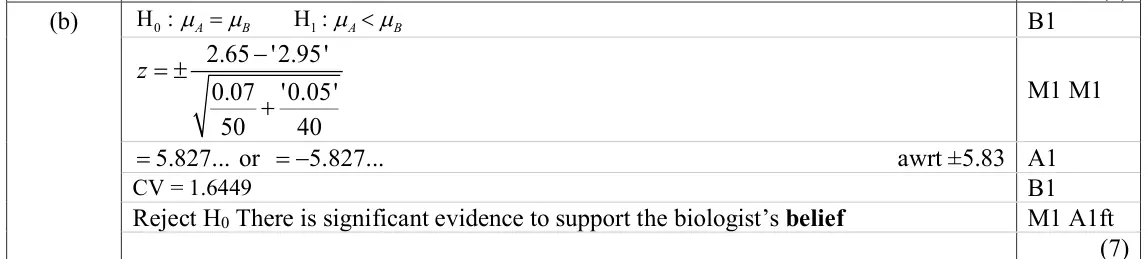 (b) H₀ : μ_A = μ_B H₁ : μ_A < μ_B B1
z = ± (2.65 − '2.95') / √(0.07/50 + '0.05'/40) M1 M1
= 5.827... or = −5.827... awrt ±5.83 A1
CV = 1.6449 B1
Reject H₀ There is significant evidence to support the biologist’s belief M1 A1ft
(7)